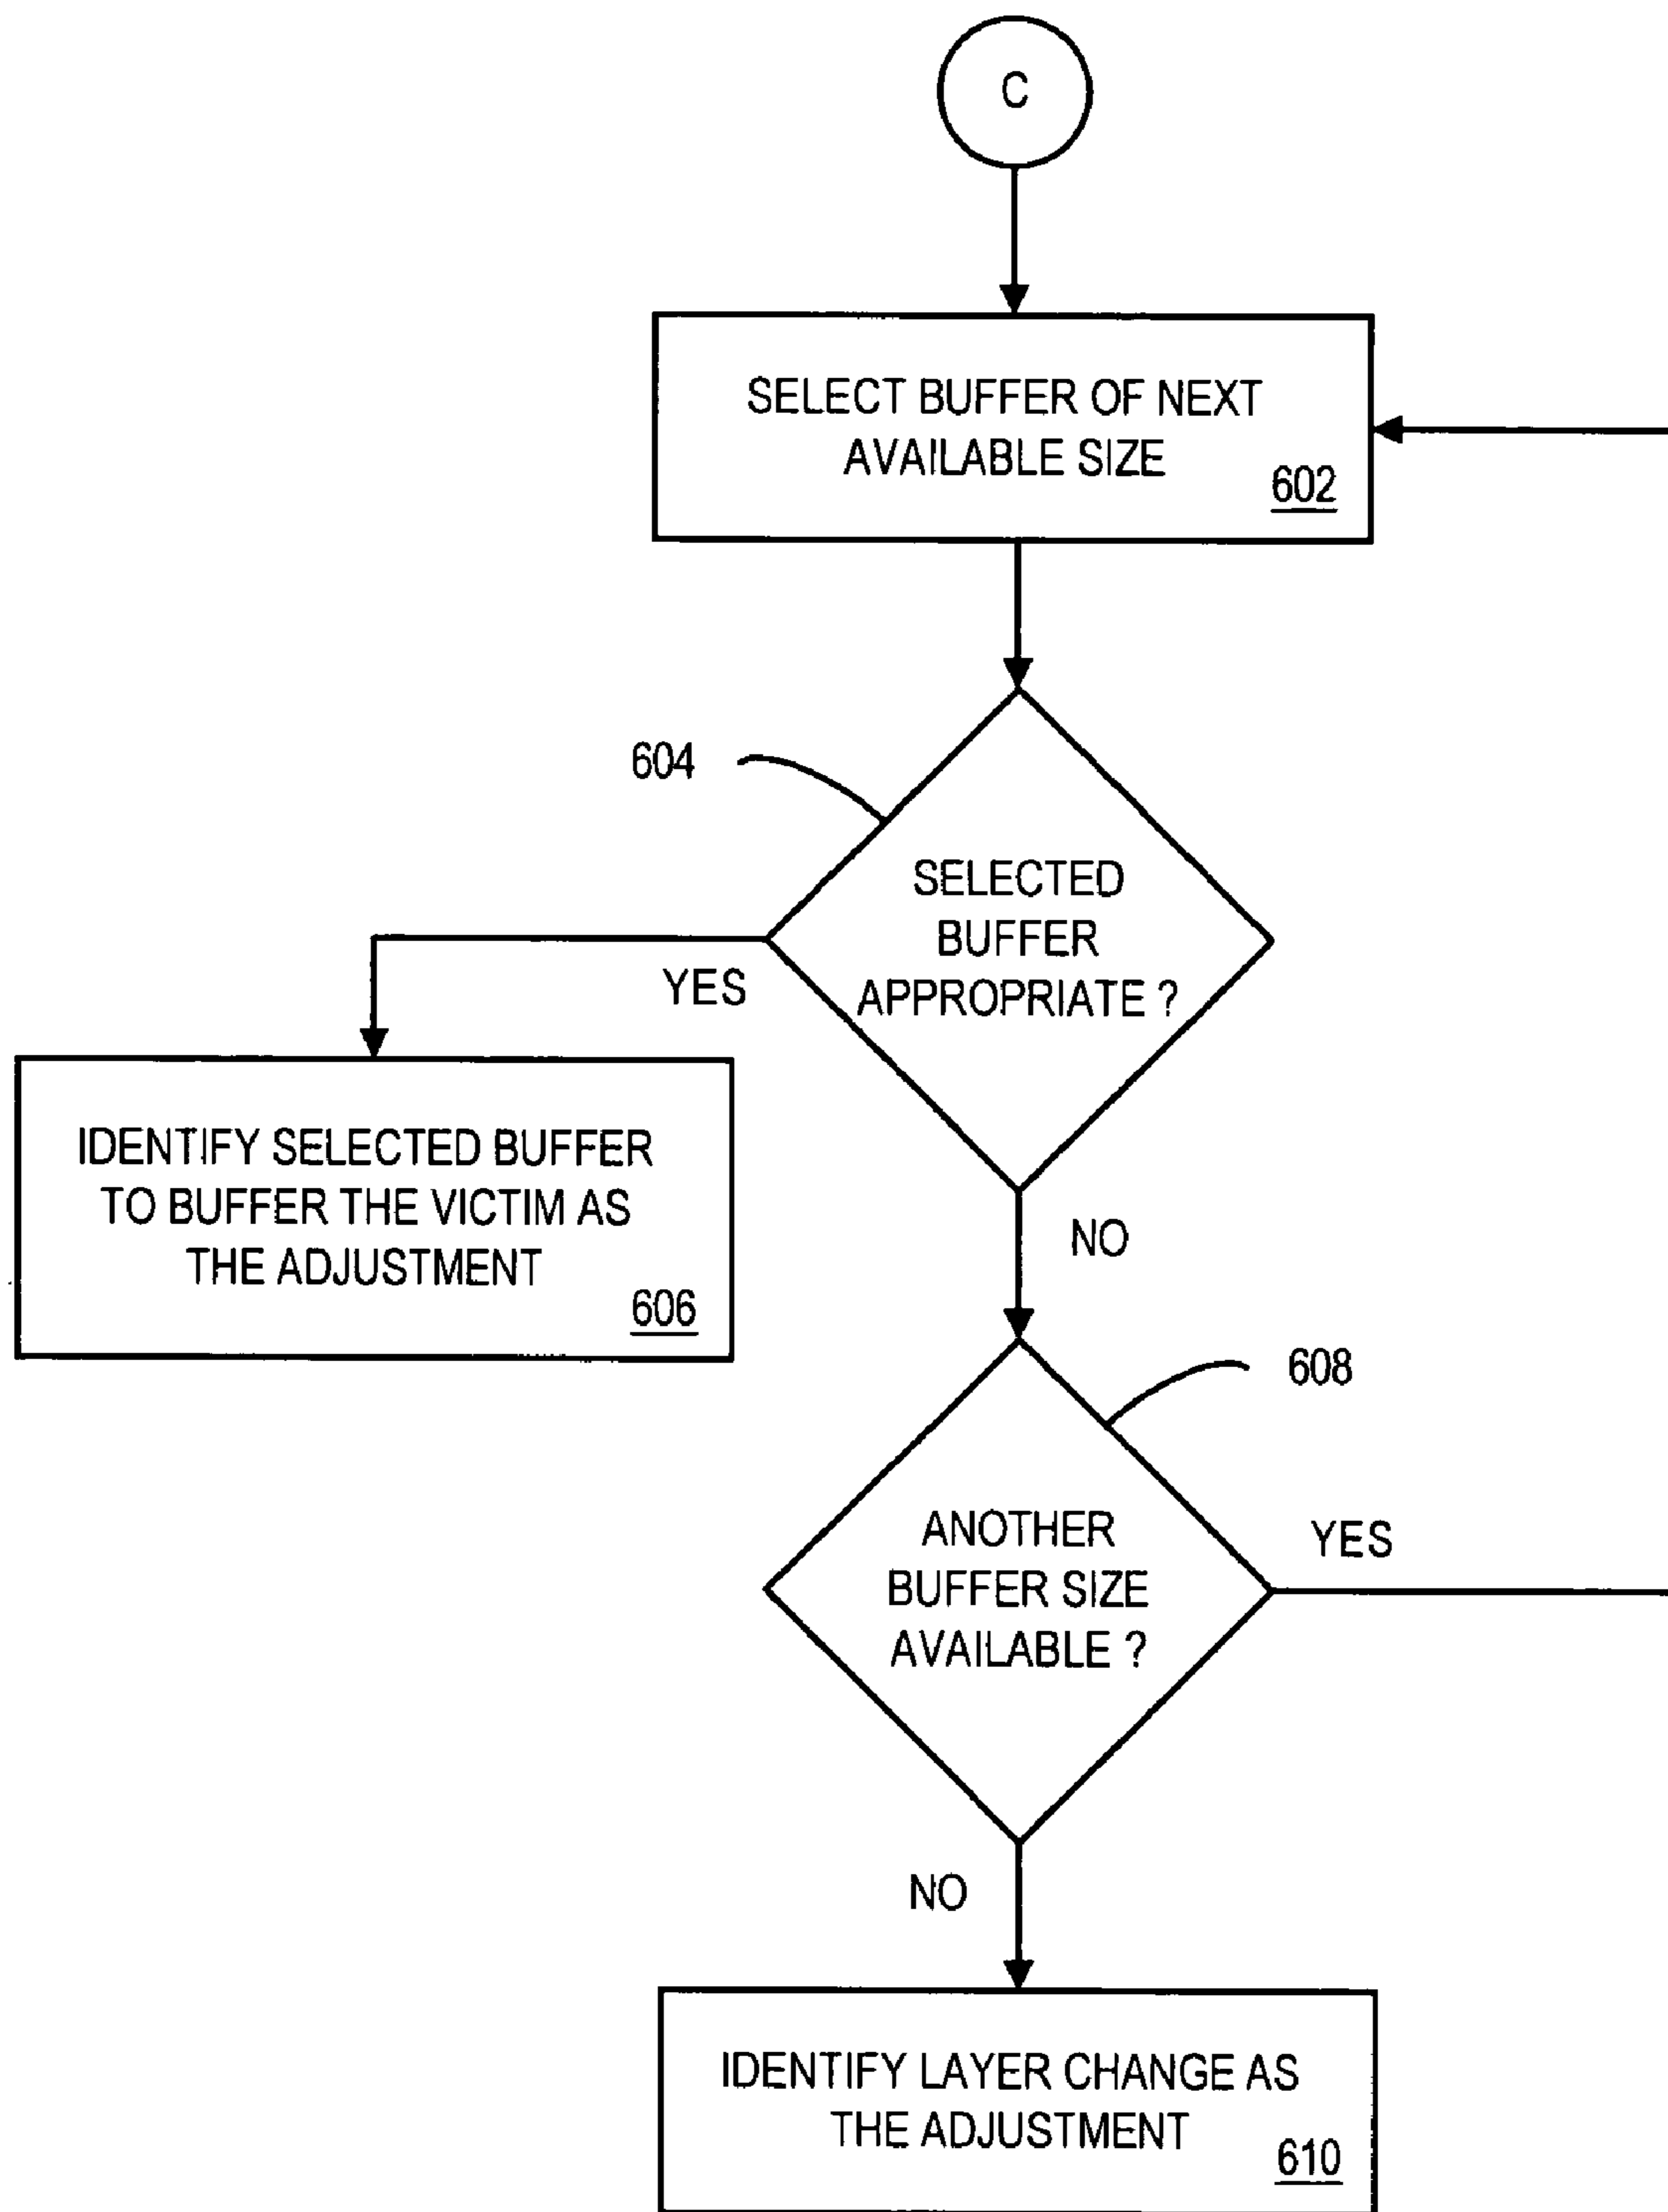 C
SELECT BUFFER OF NEXT
AVAILABLE SIZE
602
604
SELECTED
BUFFER
APPROPRIATE ?
YES
IDENTIFY SELECTED BUFFER
TO BUFFER THE VICTIM AS
THE ADJUSTMENT
606
NO
608
ANOTHER
BUFFER SIZE
AVAILABLE ?
YES
NO
IDENTIFY LAYER CHANGE AS
THE ADJUSTMENT
610